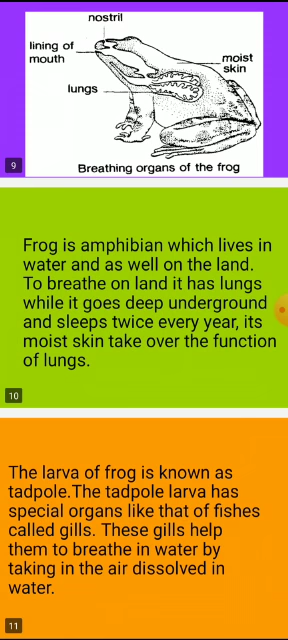 nostril
lining of
mouth
moist
skin
lungs
Breathing organs of the frog
9
Frog is amphibian which lives in
water and as well on the land.
To breathe on land it has lungs
while it goes deep underground
and sleeps twice every year, its
moist skin take over the function
of lungs.
10
The larva of frog is known as
tadpole.The tadpole larva has
special organs like that of fishes
called gills. These gills help
them to breathe in water by
taking in the air dissolved in
water.
11